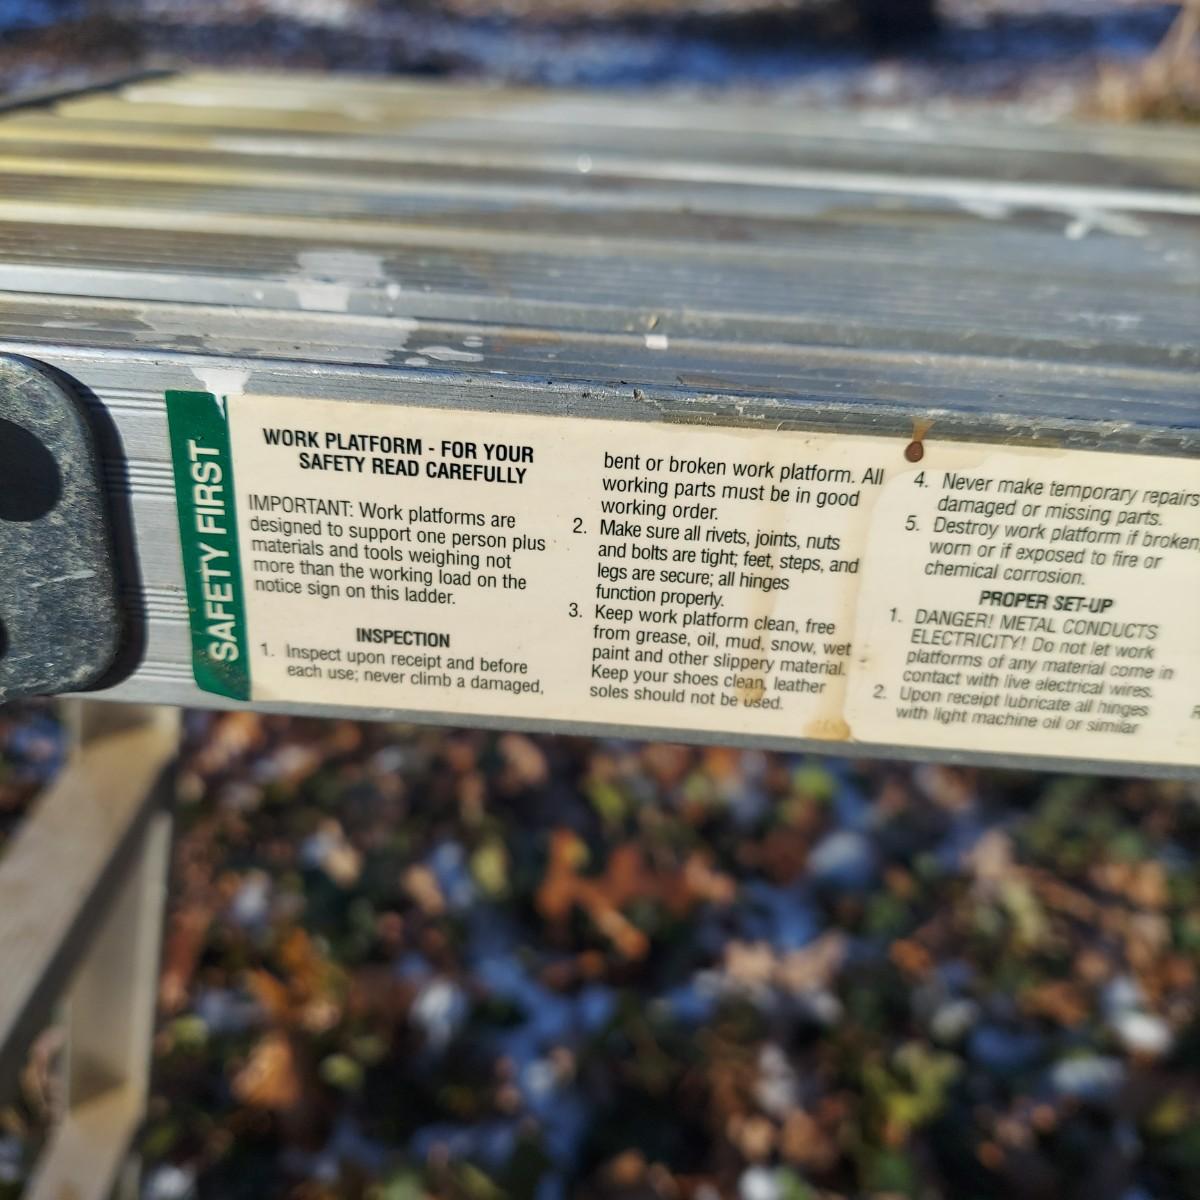 SAFETY FIRST
WORK PLATFORM - FOR YOUR
SAFETY READ CAREFULLY
IMPORTANT: Work platforms are
designed to support one person plus
materials and tools weighing not
more than the working load on the
notice sign on this ladder.
INSPECTION
1. Inspect upon receipt and before
each use; never climb a damaged,
bent or broken work platform. All
working parts must be in good
working order.
2. Make sure all rivets, joints, nuts
and bolts are tight; feet, steps, and
legs are secure; all hinges
function properly.
3. Keep work platform clean, free
from grease, oil, mud, snow, wet
paint and other slippery material.
Keep your shoes clean, leather
soles should not be used.
4. Never make temporary repairs
damaged or missing parts.
5. Destroy work platform if broken,
worn or if exposed to fire or
chemical corrosion.
PROPER SET-UP
1. DANGER! METAL CONDUCTS
ELECTRICITY! Do not let work
platforms of any material come in
contact with live electrical wires.
2. Upon receipt lubricate all hinges
with light machine oil or similar